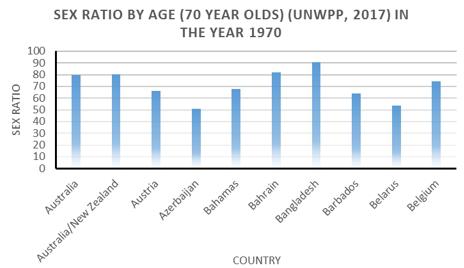 SEX RATIO BY AGE (70 YEAR OLDS) (UNWPP, 2017) IN
THE YEAR 1970
SEX RATIO
100
90
80
70
60
50
40
30
20
10
0
Australia
Australia/New Zealand
Austria
Azerbaijan
Bahamas
Bahrain
Bangladesh
Barbados
Belarus
Belgium
COUNTRY